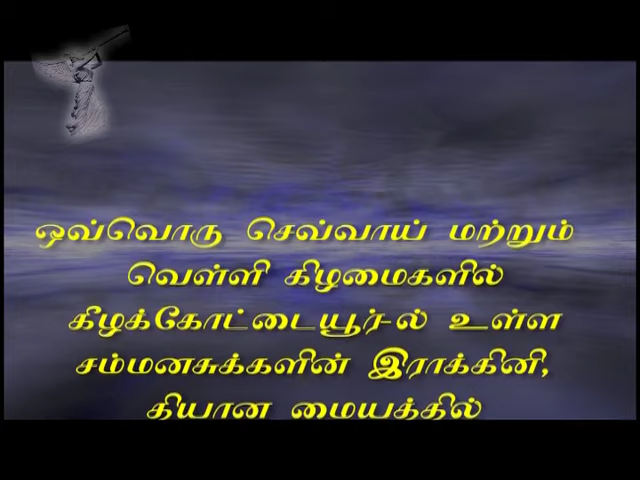 ஒவ்வொரு செவ்வாய் மற்றும்
வெள்ளி கிழமைகளில்
கீழக்கோட்டையூர்-ல் உள்ள
சம்மனசுக்களின் இராக்கினி,
தியான மையத்தில்